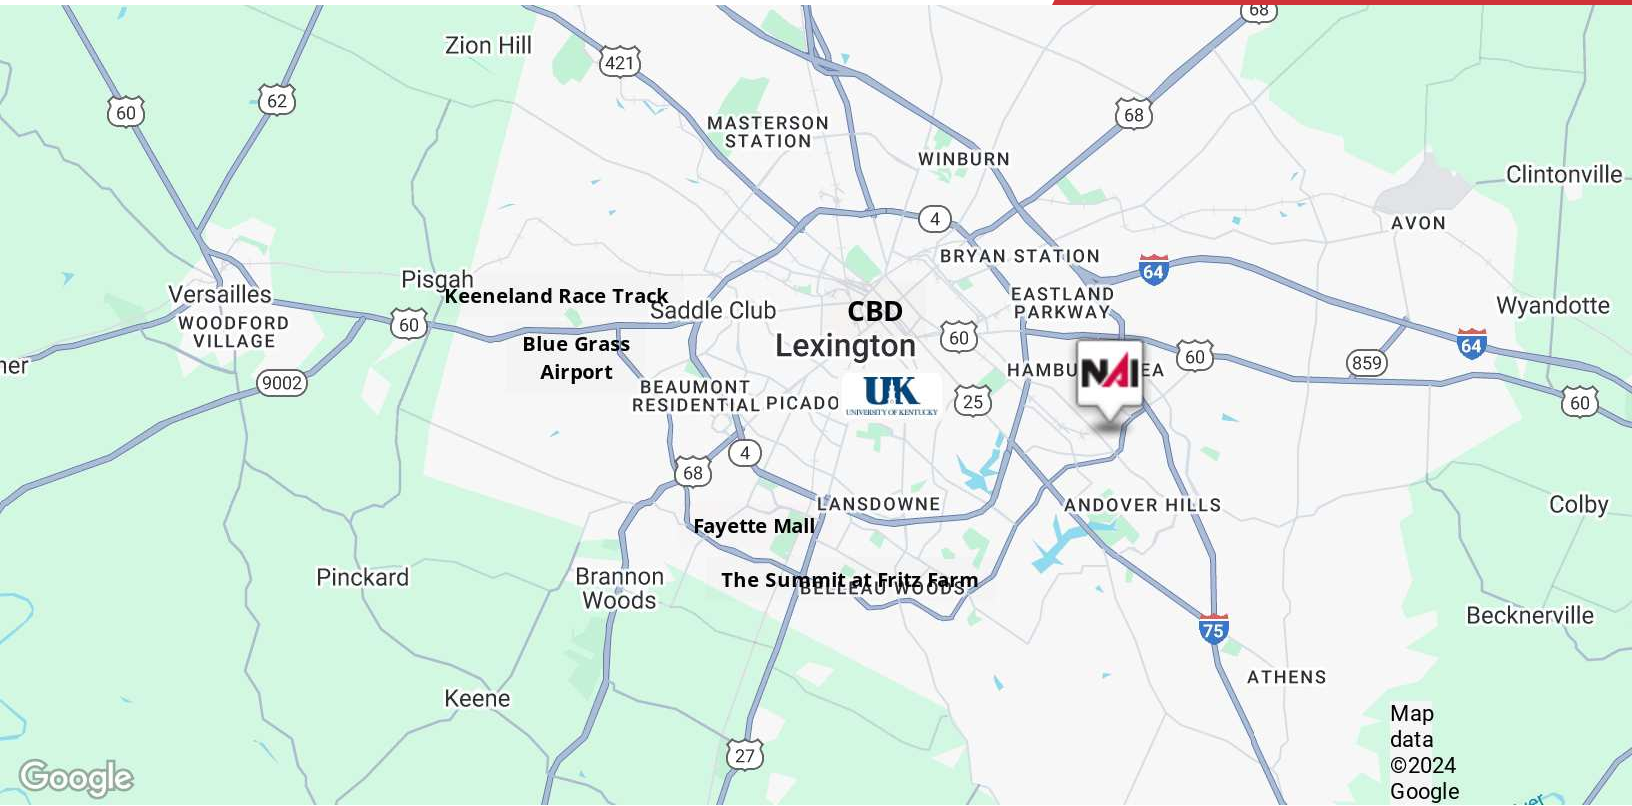 68
Zion Hill
421
62
60
68
MASTERSON
STATION
WINBURN
Clintonville
4
AVON
BRYAN STATION
64
Pisgah
Versailles
Keeneland Race Track
EASTLAND
PARKWAY
Wyandotte
Saddle Club
CBD
WOODFORD
VILLAGE
60
Lexington
60
Blue Grass
Airport
60
64
859
ner
HAMBU
EA
NAI
9002
BEAUMONT
RESIDENTIAL
PICADO
UK
UNIVERSITY OF KENTUCKY
25
60
4
68
LANSDOWNE
ANDOVER HILLS
Colby
Fayette Mall
Pinckard
Brannon
Woods
The Summit at Fritz Farm
BELLEAU WOODS
Becknerville
75
ATHENS
Keene
27
Map
data
©2024
Google
Google